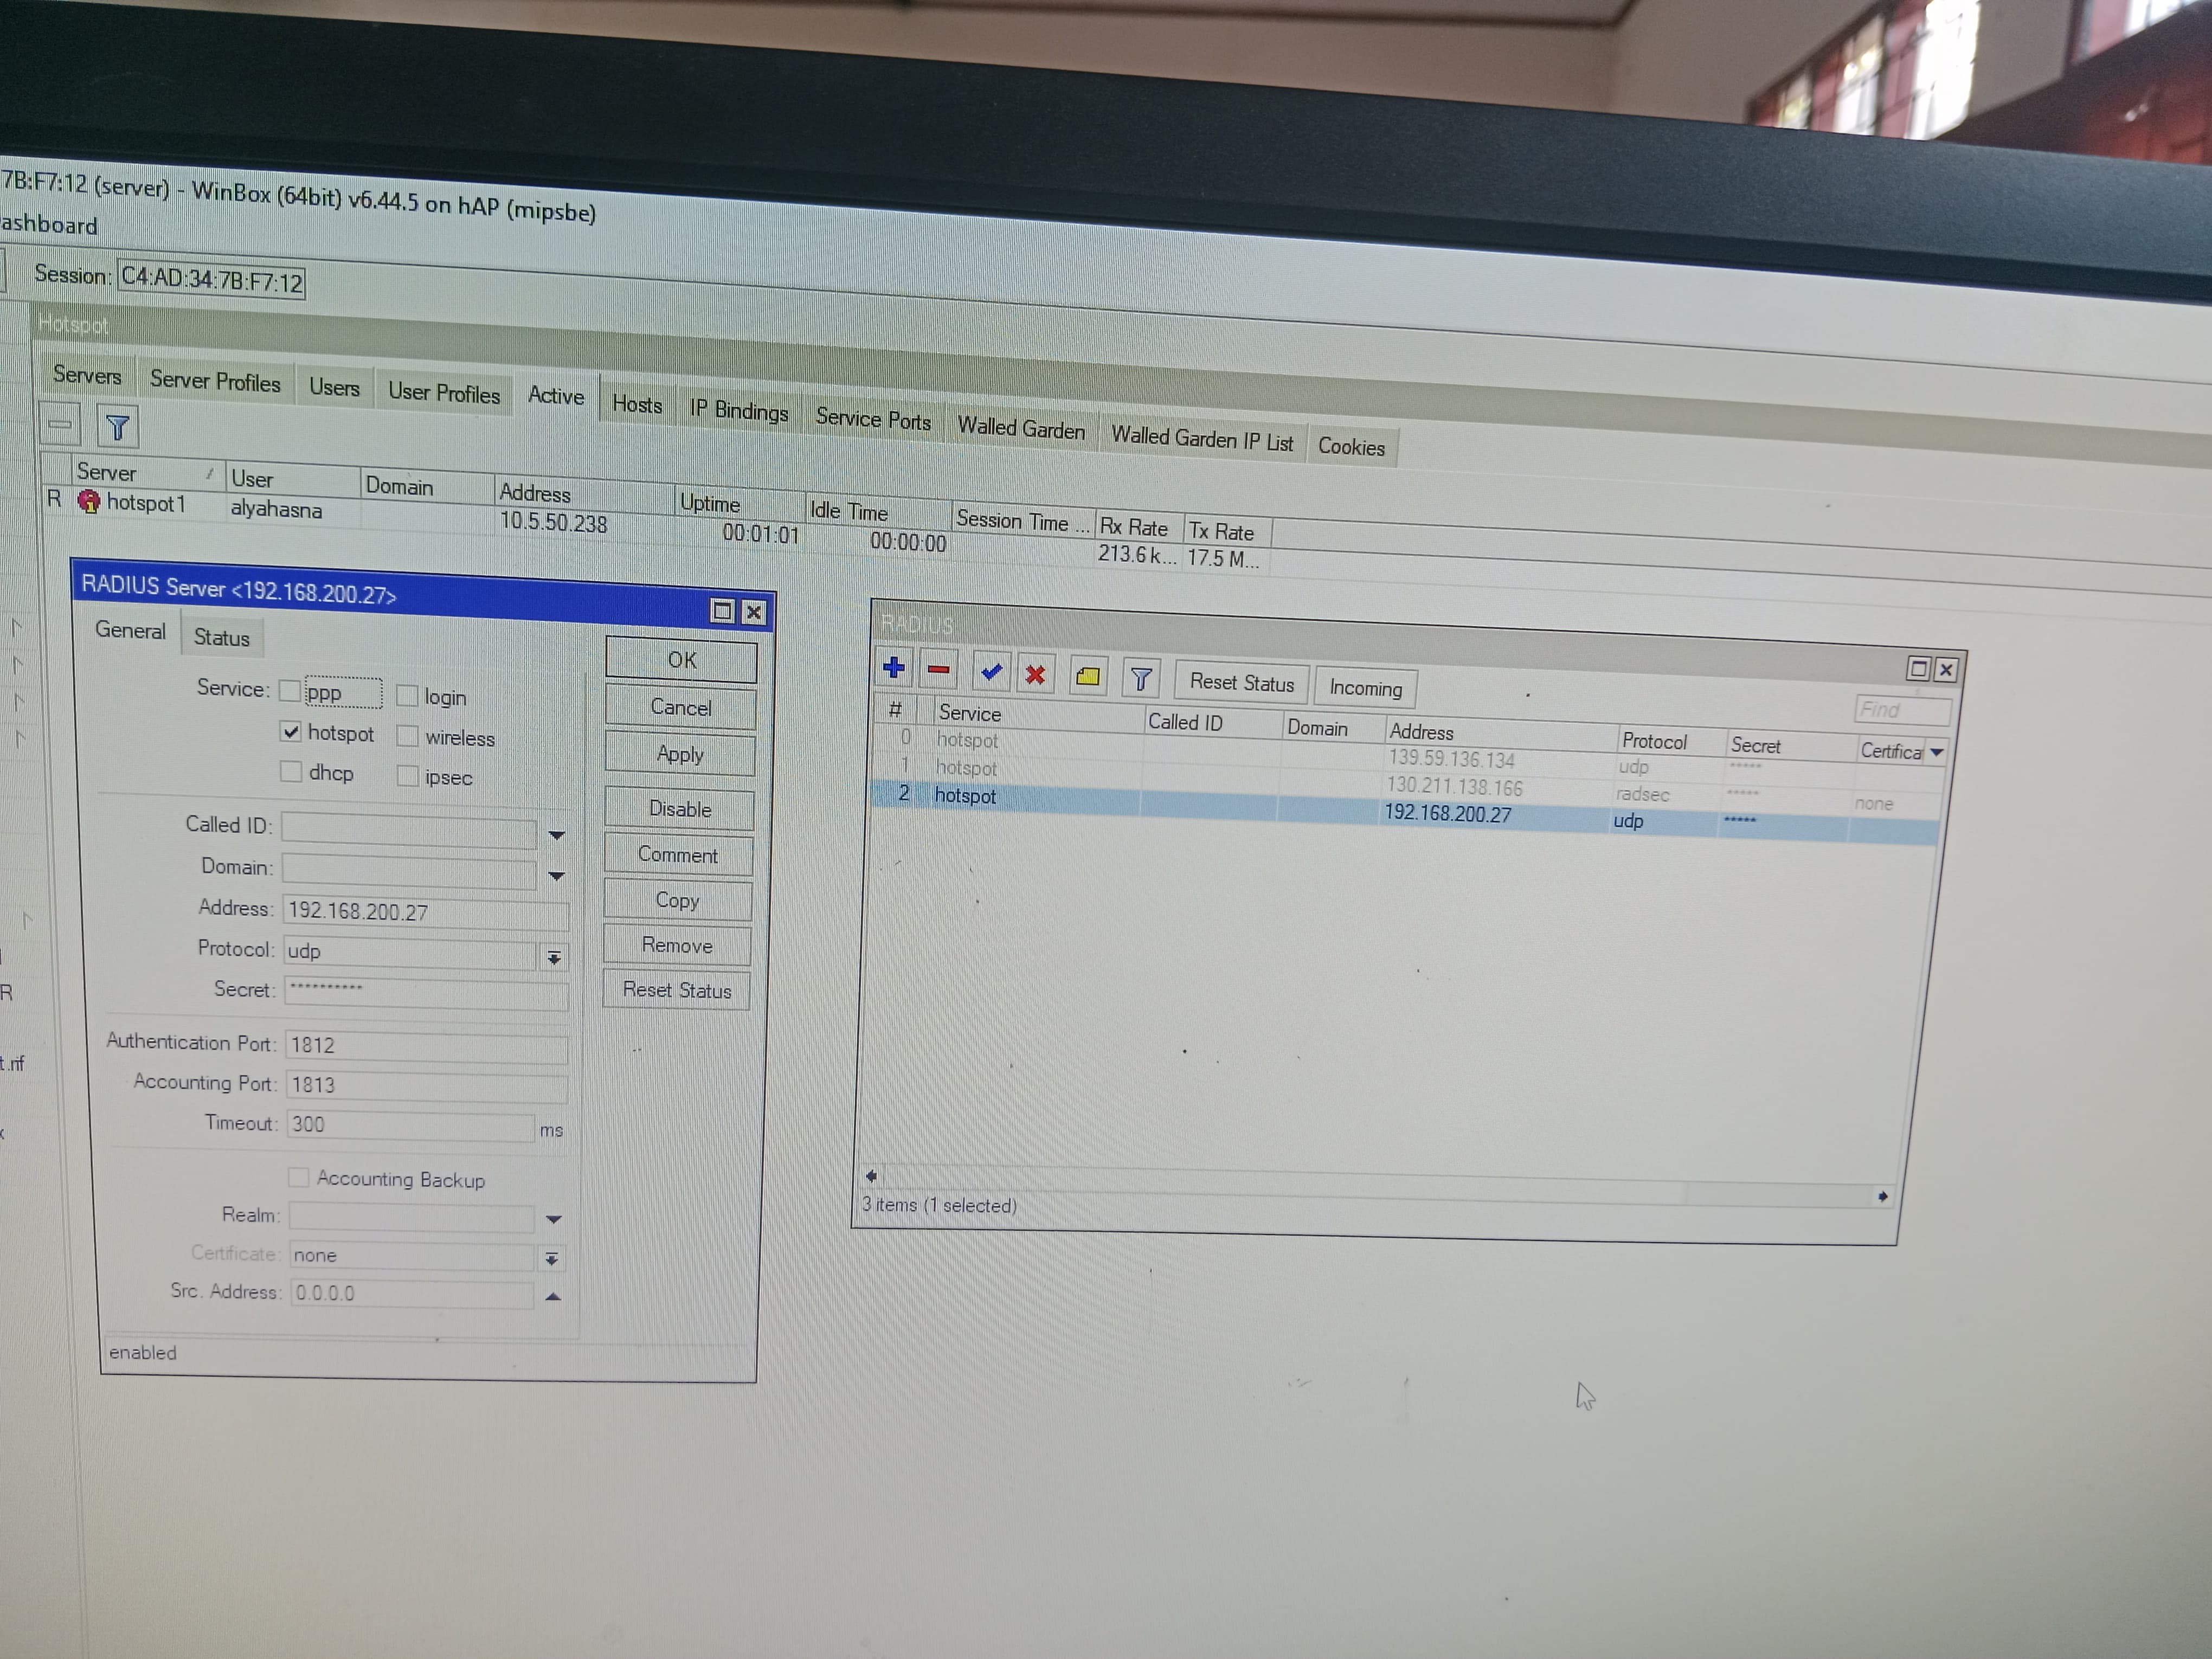 7B:F7:12 (server) - WinBox (64bit) v6.44.5 on hAP (mipsbe)
ashboard
Session: C4:AD:34:7B:F7:12
Hotspot
Servers Server Profiles Users User Profiles Active Hosts IP Bindings Service Ports Walled Garden Walled Garden IP List Cookies
Server User Domain Address Uptime Idle Time Session Time ... Rx Rate Tx Rate
R hotspot1 alyahasna 10.5.50.238 00:01:01 00:00:00 213.6 k... 17.5 M...
RADIUS Server <192.168.200.27>
General Status
Service: ppp login
hotspot wireless
dhcp ipsec
Called ID:
Domain:
Address: 192.168.200.27
Protocol: udp
Secret: **********
Authentication Port: 1812
Accounting Port: 1813
Timeout: 300 ms
Accounting Backup
Realm:
Certificate: none
Src. Address: 0.0.0.0
enabled
OK
Cancel
Apply
Disable
Comment
Copy
Remove
Reset Status
RADIUS
Reset Status Incoming
Find
# Service Called ID Domain Address Protocol Secret Certifica
0 hotspot 139.59.136.134 udp *****
1 hotspot 130.211.138.166 radsec ***** none
2 hotspot 192.168.200.27 udp *****
3 items (1 selected)
R
t.rif